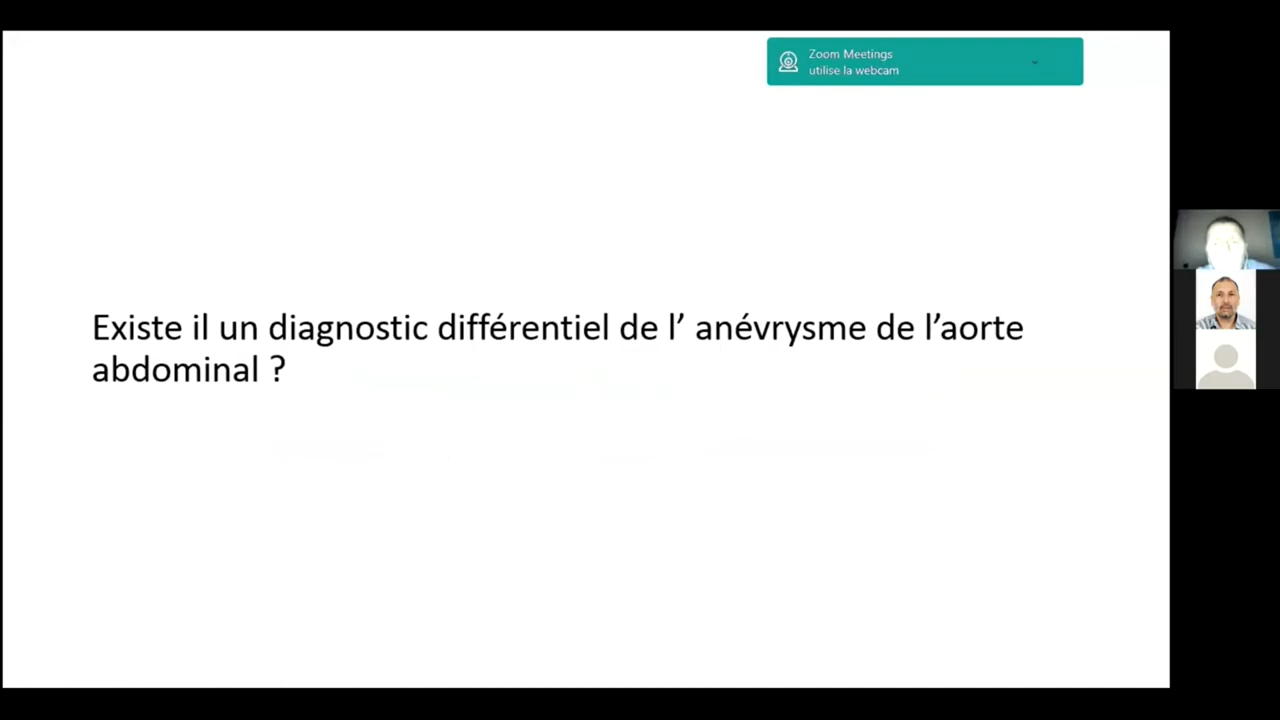 Zoom Meetings
utilise la webcam
Existe il un diagnostic différentiel de l’ anévrysme de l’aorte
abdominal ?